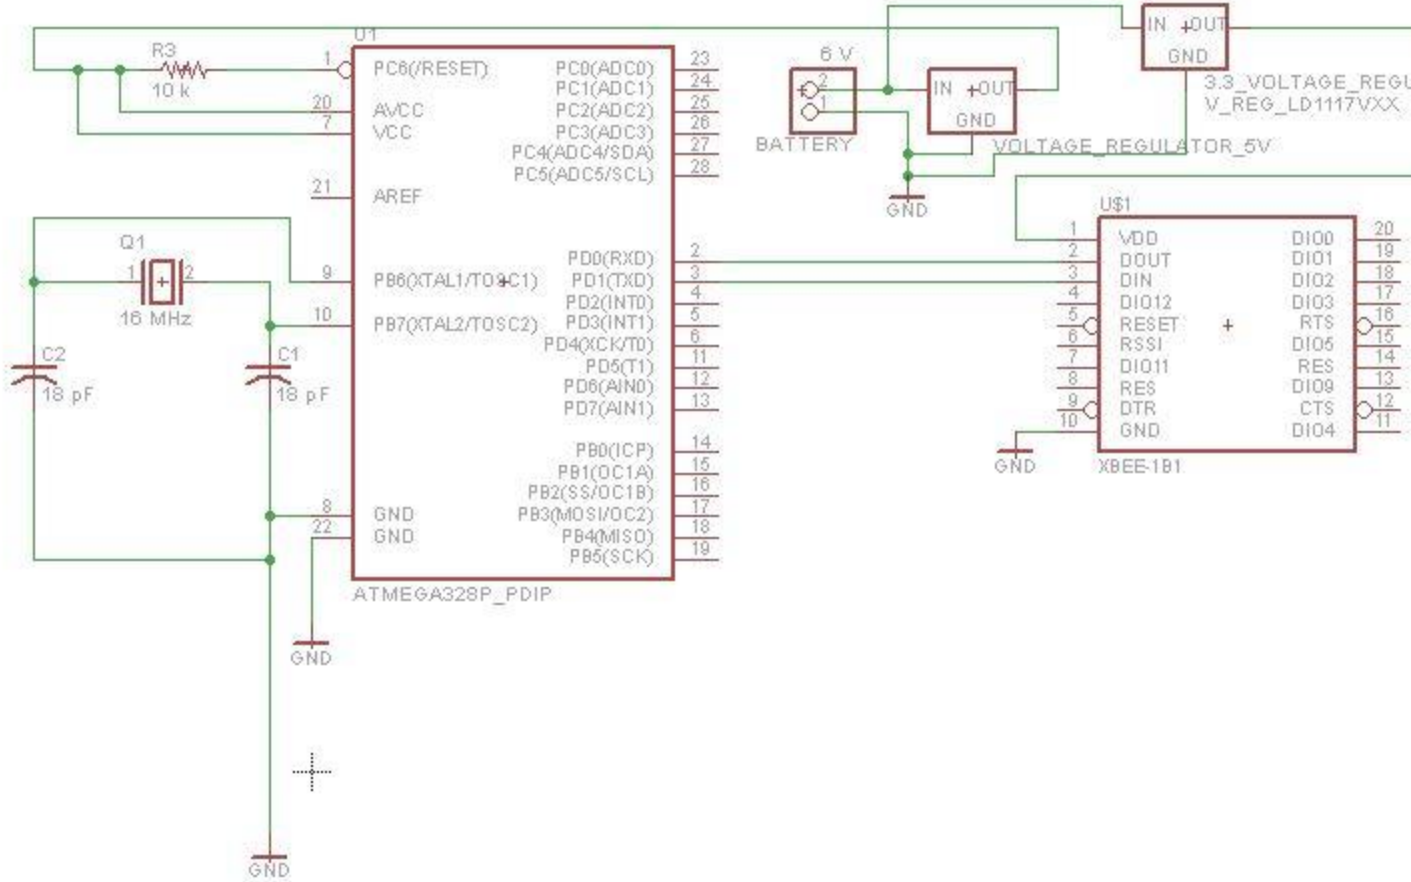 U1
R3
10 k
1
PC6(/RESET)
20
AVCC
7
VCC
21
AREF
9
PB6(XTAL1/TOSC1)
10
PB7(XTAL2/TOSC2)
8
GND
22
GND
PC0(ADC0)
23
PC1(ADC1)
24
PC2(ADC2)
25
PC3(ADC3)
26
PC4(ADC4/SDA)
27
PC5(ADC5/SCL)
28
PD0(RXD)
2
PD1(TXD)
3
PD2(INT0)
4
PD3(INT1)
5
PD4(XCK/T0)
6
PD5(T1)
11
PD6(AIN0)
12
PD7(AIN1)
13
PB0(ICP)
14
PB1(OC1A)
15
PB2(SS/OC1B)
16
PB3(MOSI/OC2)
17
PB4(MISO)
18
PB5(SCK)
19
ATMEGA328P_PDIP
Q1
1
2
16 MHz
C2
18 pF
C1
18 pF
GND
GND
6 V
2
1
BATTERY
IN
OUT
GND
VOLTAGE_REGULATOR_5V
GND
IN
OUT
GND
3.3_VOLTAGE_REGU
V_REG_LD1117VXX
U$1
1
VDD
2
DOUT
3
DIN
4
DIO12
5
RESET
6
RSSI
7
DIO11
8
RES
9
DTR
10
GND
DIO0
20
DIO1
19
DIO2
18
DIO3
17
RTS
16
DIO5
15
RES
14
DIO9
13
CTS
12
DIO4
11
XBEE-1B1
GND